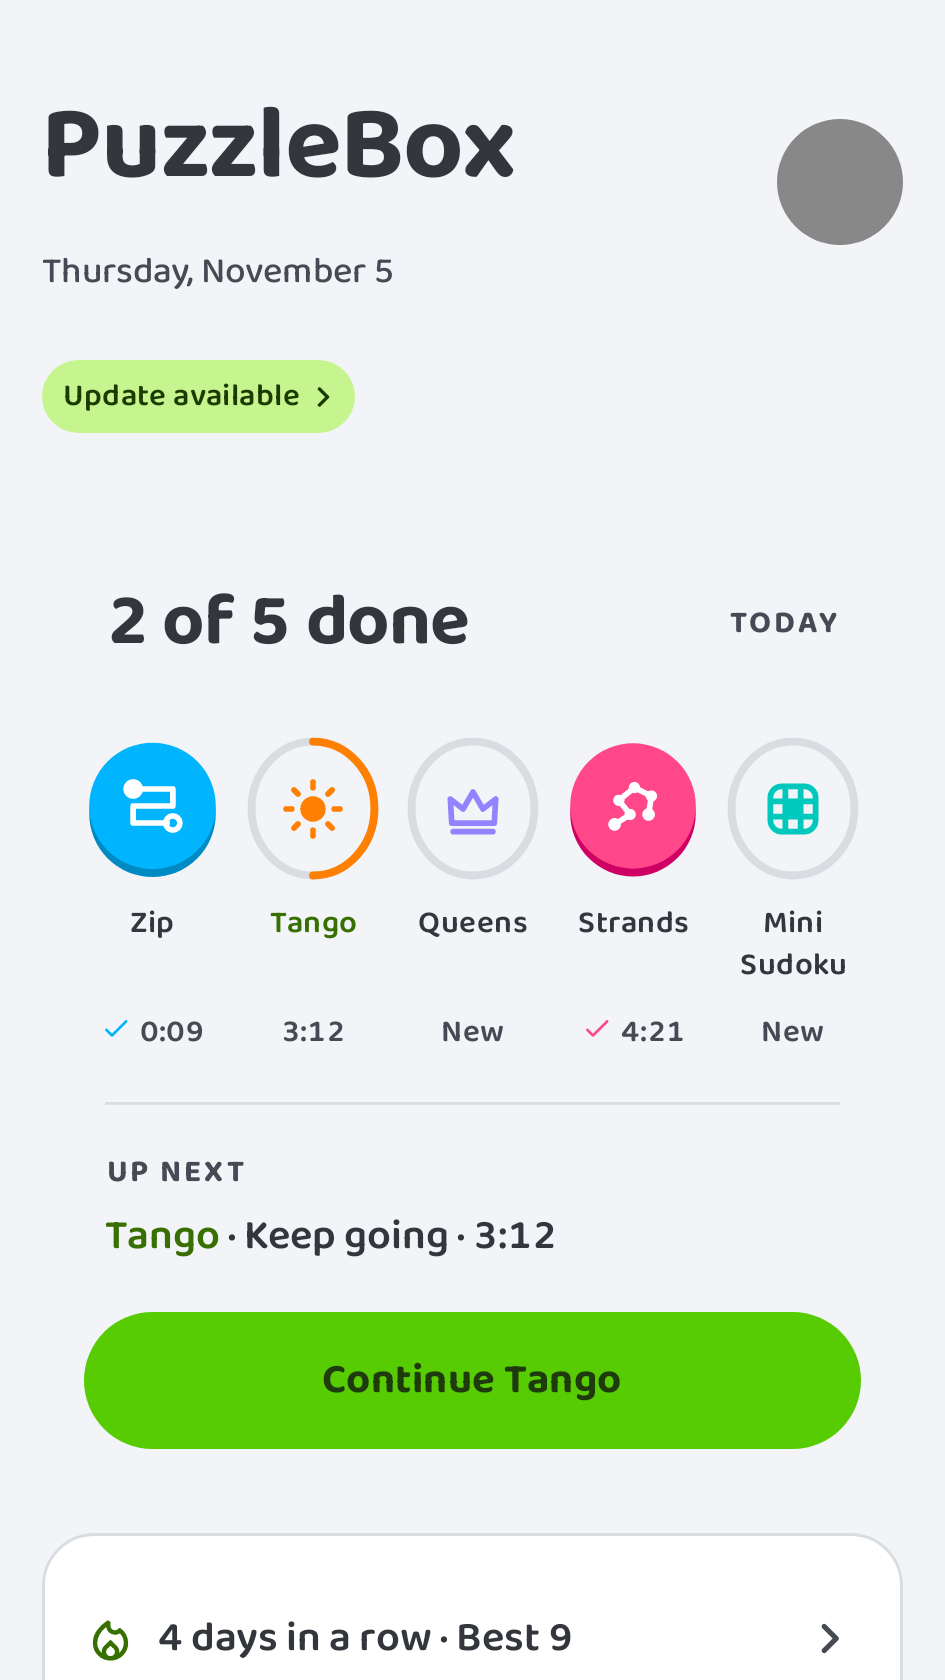 PuzzleBox
Thursday, November 5
Update available
2 of 5 done
TODAY
Zip
Tango
Queens
Strands
Mini
Sudoku
0:09
3:12
New
4:21
New
UP NEXT
Tango · Keep going · 3:12
Continue Tango
4 days in a row · Best 9